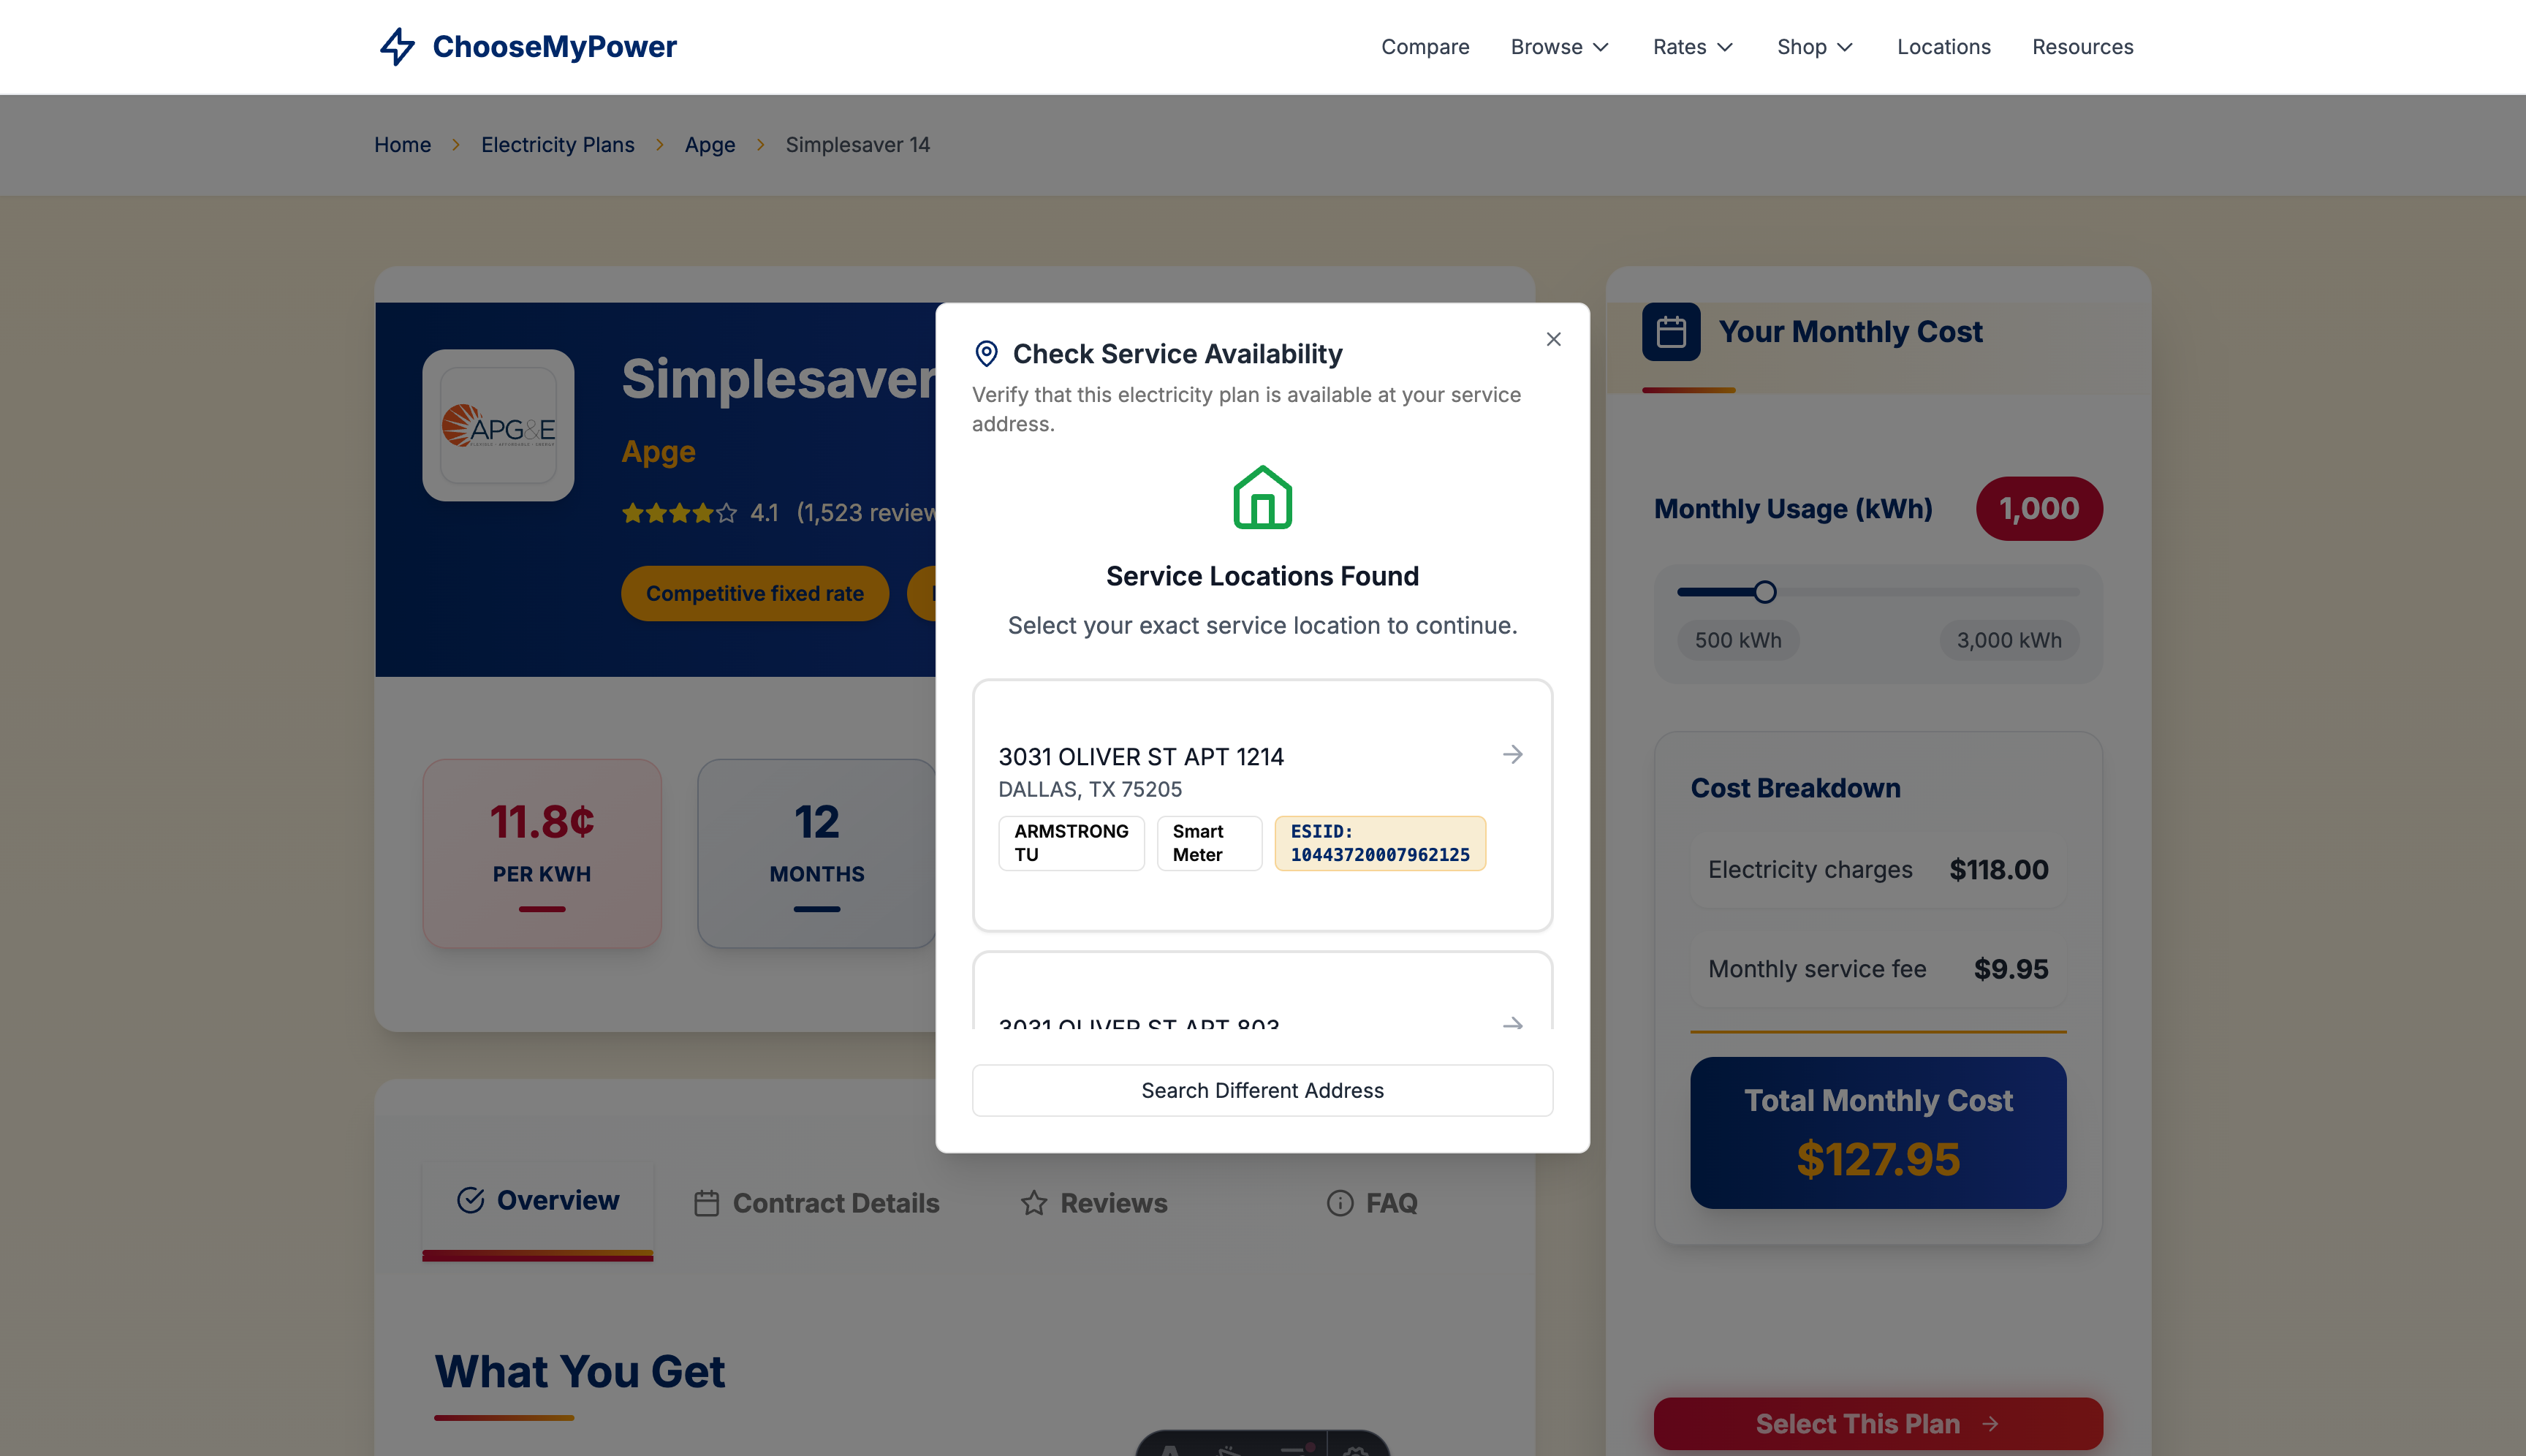 ChooseMyPower
Compare
Browse
Rates
Shop
Locations
Resources
Home
Electricity Plans
Apge
Simplesaver 14
Simplesaver
Apge
4.1 (1,523 review
Competitive fixed rate
APG&E
11.8¢
PER KWH
12
MONTHS
Check Service Availability
Verify that this electricity plan is available at your service
address.
Service Locations Found
Select your exact service location to continue.
3031 OLIVER ST APT 1214
DALLAS, TX 75205
ARMSTRONG
TU
Smart
Meter
ESIID:
10443720007962125
3031 OLIVER ST APT 803
Search Different Address
Your Monthly Cost
Monthly Usage (kWh)
1,000
500 kWh
3,000 kWh
Cost Breakdown
Electricity charges
$118.00
Monthly service fee
$9.95
Total Monthly Cost
$127.95
Select This Plan
Overview
Contract Details
Reviews
FAQ
What You Get